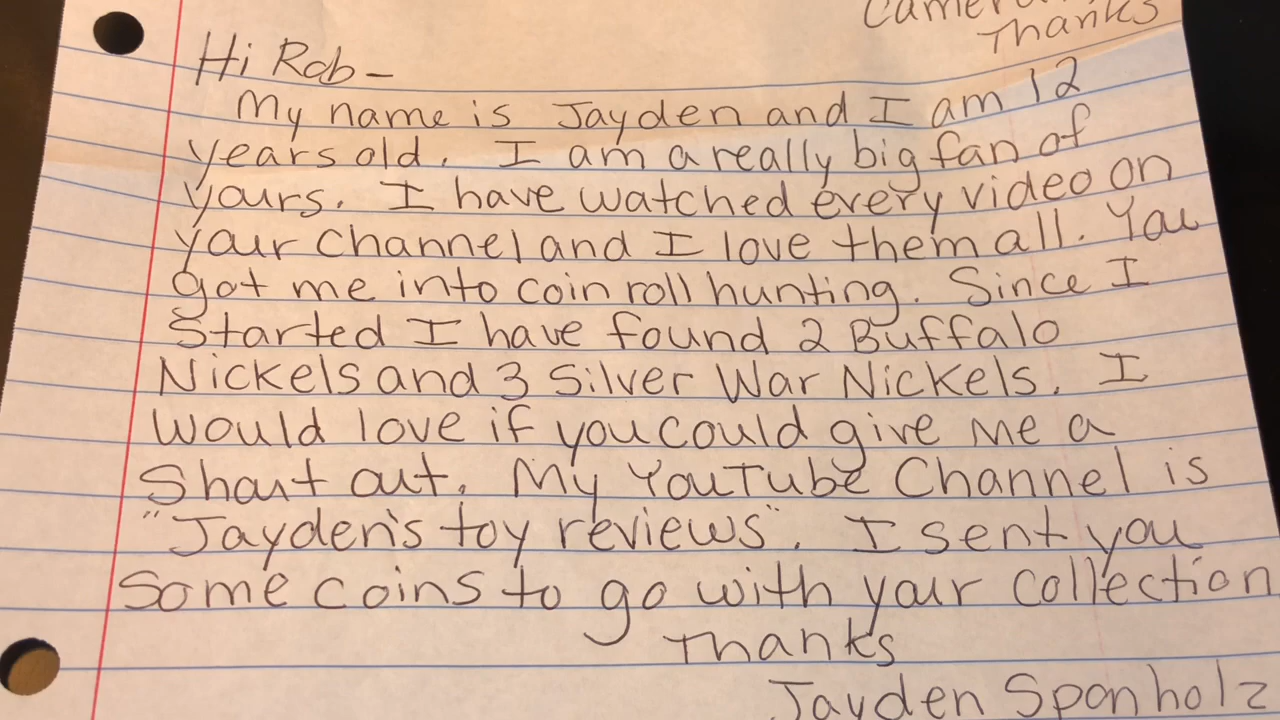 Thanks
Hi Rob-
My name is Jayden and I am 12
years old. I am a really big fan of
yours. I have watched every video on
your channel and I love them all. You
got me into coin roll hunting. Since I
Started I have found 2 Buffalo
Nickels and 3 Silver War Nickels. I
would love if you could give me a
Shout out. My YouTube Channel is
"Jayden's toy reviews". I sent you
Some coins to go with your collection
Thanks
Jayden Sponholz